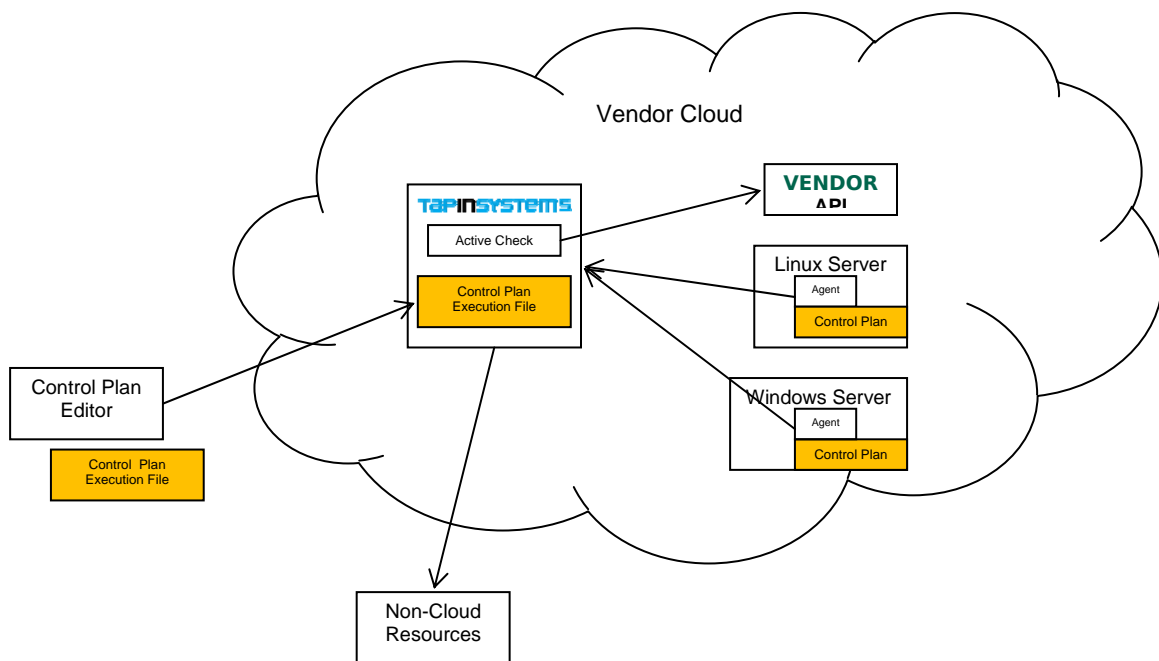 Vendor Cloud
TAPINSYSTEMS
Active Check
Control Plan
Execution File
VENDOR
API
Linux Server
Agent
Control Plan
Windows Server
Agent
Control Plan
Control Plan
Editor
Control Plan
Execution File
Non-Cloud
Resources